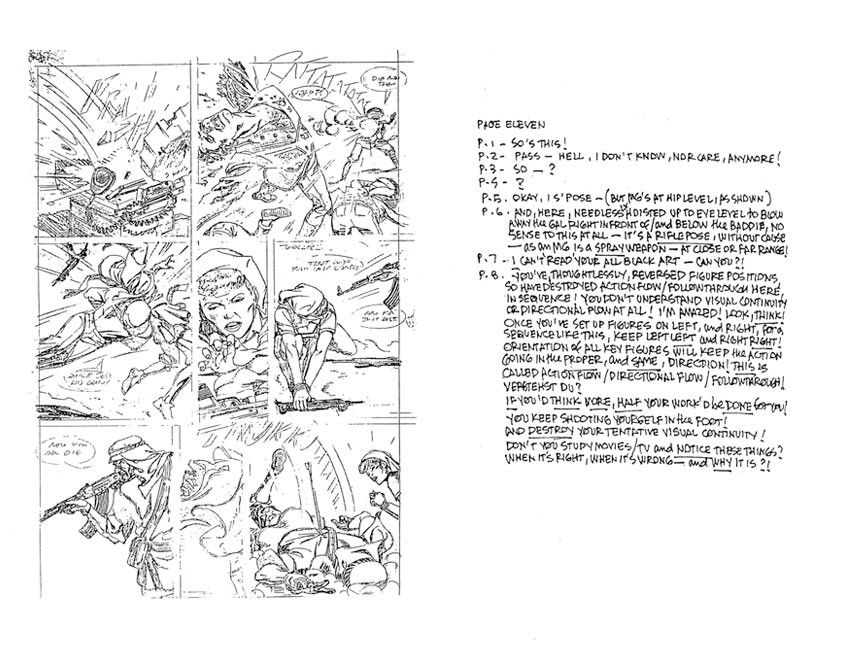 DIE NOW
NOW YOU
CAN DIE
PAGE ELEVEN
P.1 - SO'S THIS!
P.2- PASS - HELL, I DON'T KNOW, NOR CARE, ANYMORE!
P.3- SO - ?
P.4- ?
P.5. OKAY, 1 S'POSE - (BUT MG'S AT HIP LEVEL, AS SHOWN)
P.6. AND, HERE, NEEDLESSLY HOISTED UP TO EYE LEVEL TO BLOW
AWAY the GAL RIGHT IN FRONT OF/and BELOW the BADDIE, NO
SENSE TO THIS AT ALL - IT'S A RIFLE POSE, WITHOUT CAUSE
- AS an MG IS A SPRAY WEAPON - AT CLOSE OR FAR RANGE!
P.7 - I CAN'T READ YOUR ALL BLACK ART - CAN YOU?!
P.8. YOU'VE, THOUGHTLESSLY, REVERSED FIGURE POSITIONS,
SO HAVE DESTROYED ACTION FLOW/FOLLOWTHROUGH HERE,
IN SEQUENCE! YOU DON'T UNDERSTAND VISUAL CONTINUITY
OR DIRECTIONAL FLOW AT ALL! I'M AMAZED! LOOK, THINK!
ONCE YOU'VE SET UP FIGURES ON LEFT, and RIGHT, for a
SEQUENCE LIKE THIS, KEEP LEFT LEFT and RIGHT RIGHT!
ORIENTATION of ALL KEY FIGURES WILL KEEP the ACTION
GOING IN the PROPER, and SAME, DIRECTION! THIS IS
CALLED ACTION FLOW/DIRECTIONAL FLOW/FOLLOWTHROUGH!
VERSTEHST DU?
IF YOU'D THINK MORE, HALF YOUR WORK'D be DONE for YOU!
YOU KEEP SHOOTING YOURSELF IN the FOOT!
AND DESTROY YOUR TENTATIVE VISUAL CONTINUITY!
DON'T YOU STUDY MOVIES/TV and NOTICE THESE THINGS?
WHEN IT'S RIGHT, WHEN IT'S WRONG - and WHY IT IS?!